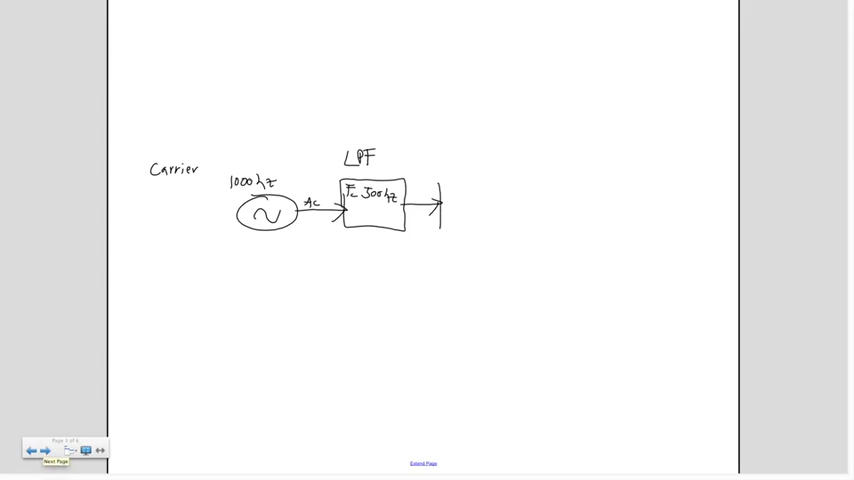 LPF
Carrier
1000hz
Fc 500hz
Ac
Page 3 of 6
Next Page
Extend Page